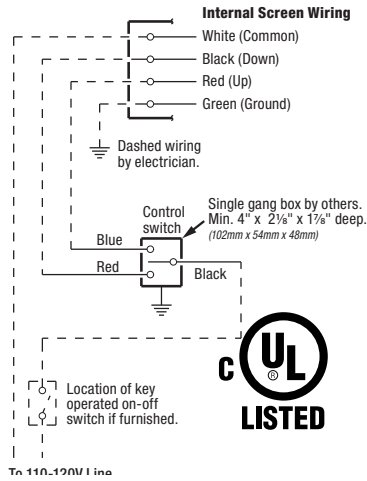 Internal Screen Wiring
White (Common)
Black (Down)
Red (Up)
Green (Ground)
Dashed wiring
by electrician.
Single gang box by others.
Min. 4" x 2⅛" x 1⅞" deep.
(102mm x 54mm x 48mm)
Control
switch
Blue
Red
Black
Location of key
operated on-off
switch if furnished.
C UL ®
LISTED
To 110-120V Line